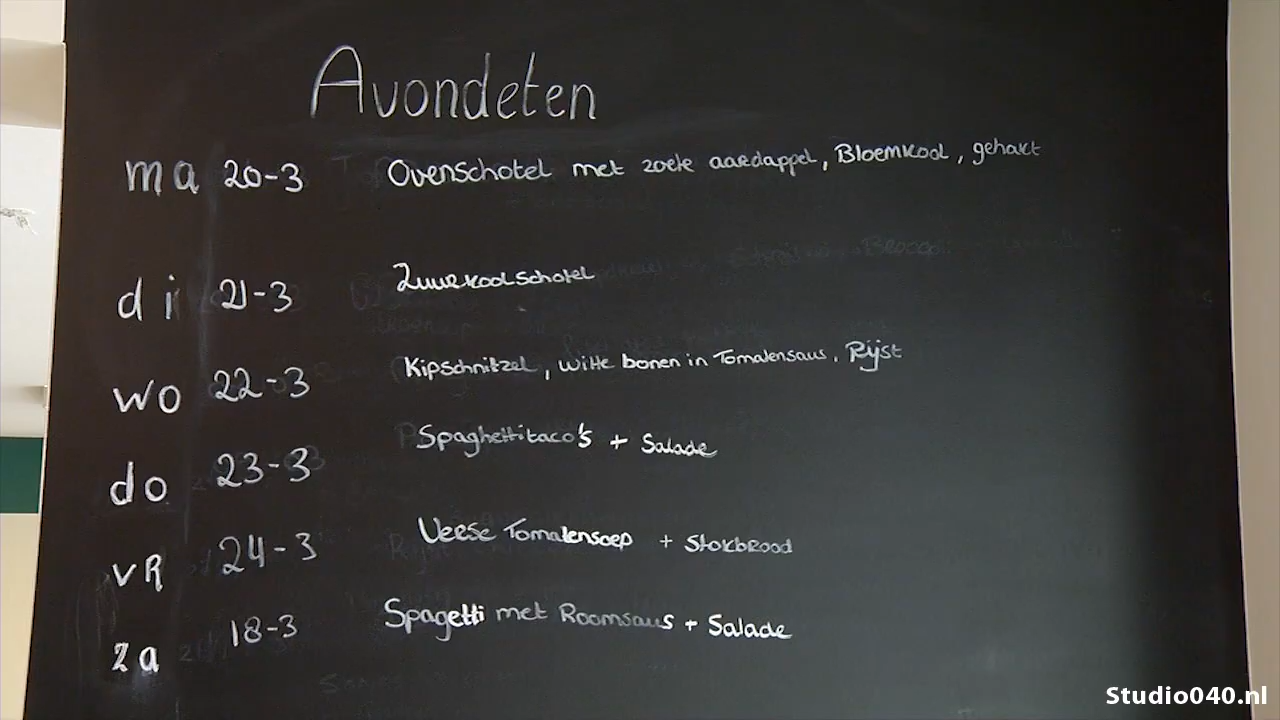 Avondeten
ma 20-3 Ovenschotel met zoete aardappel, Bloemkool, gehakt
di 21-3 Zuurkoolschotel
wo 22-3 Kipschnitzel, witte bonen in Tomatensaus, Rijst
do 23-3 Spaghettitaco's + Salade
vR 24-3 Veese Tomatensoep + Stokbrood
za 18-3 Spagetti met Roomsaus + Salade
Studio040.nl